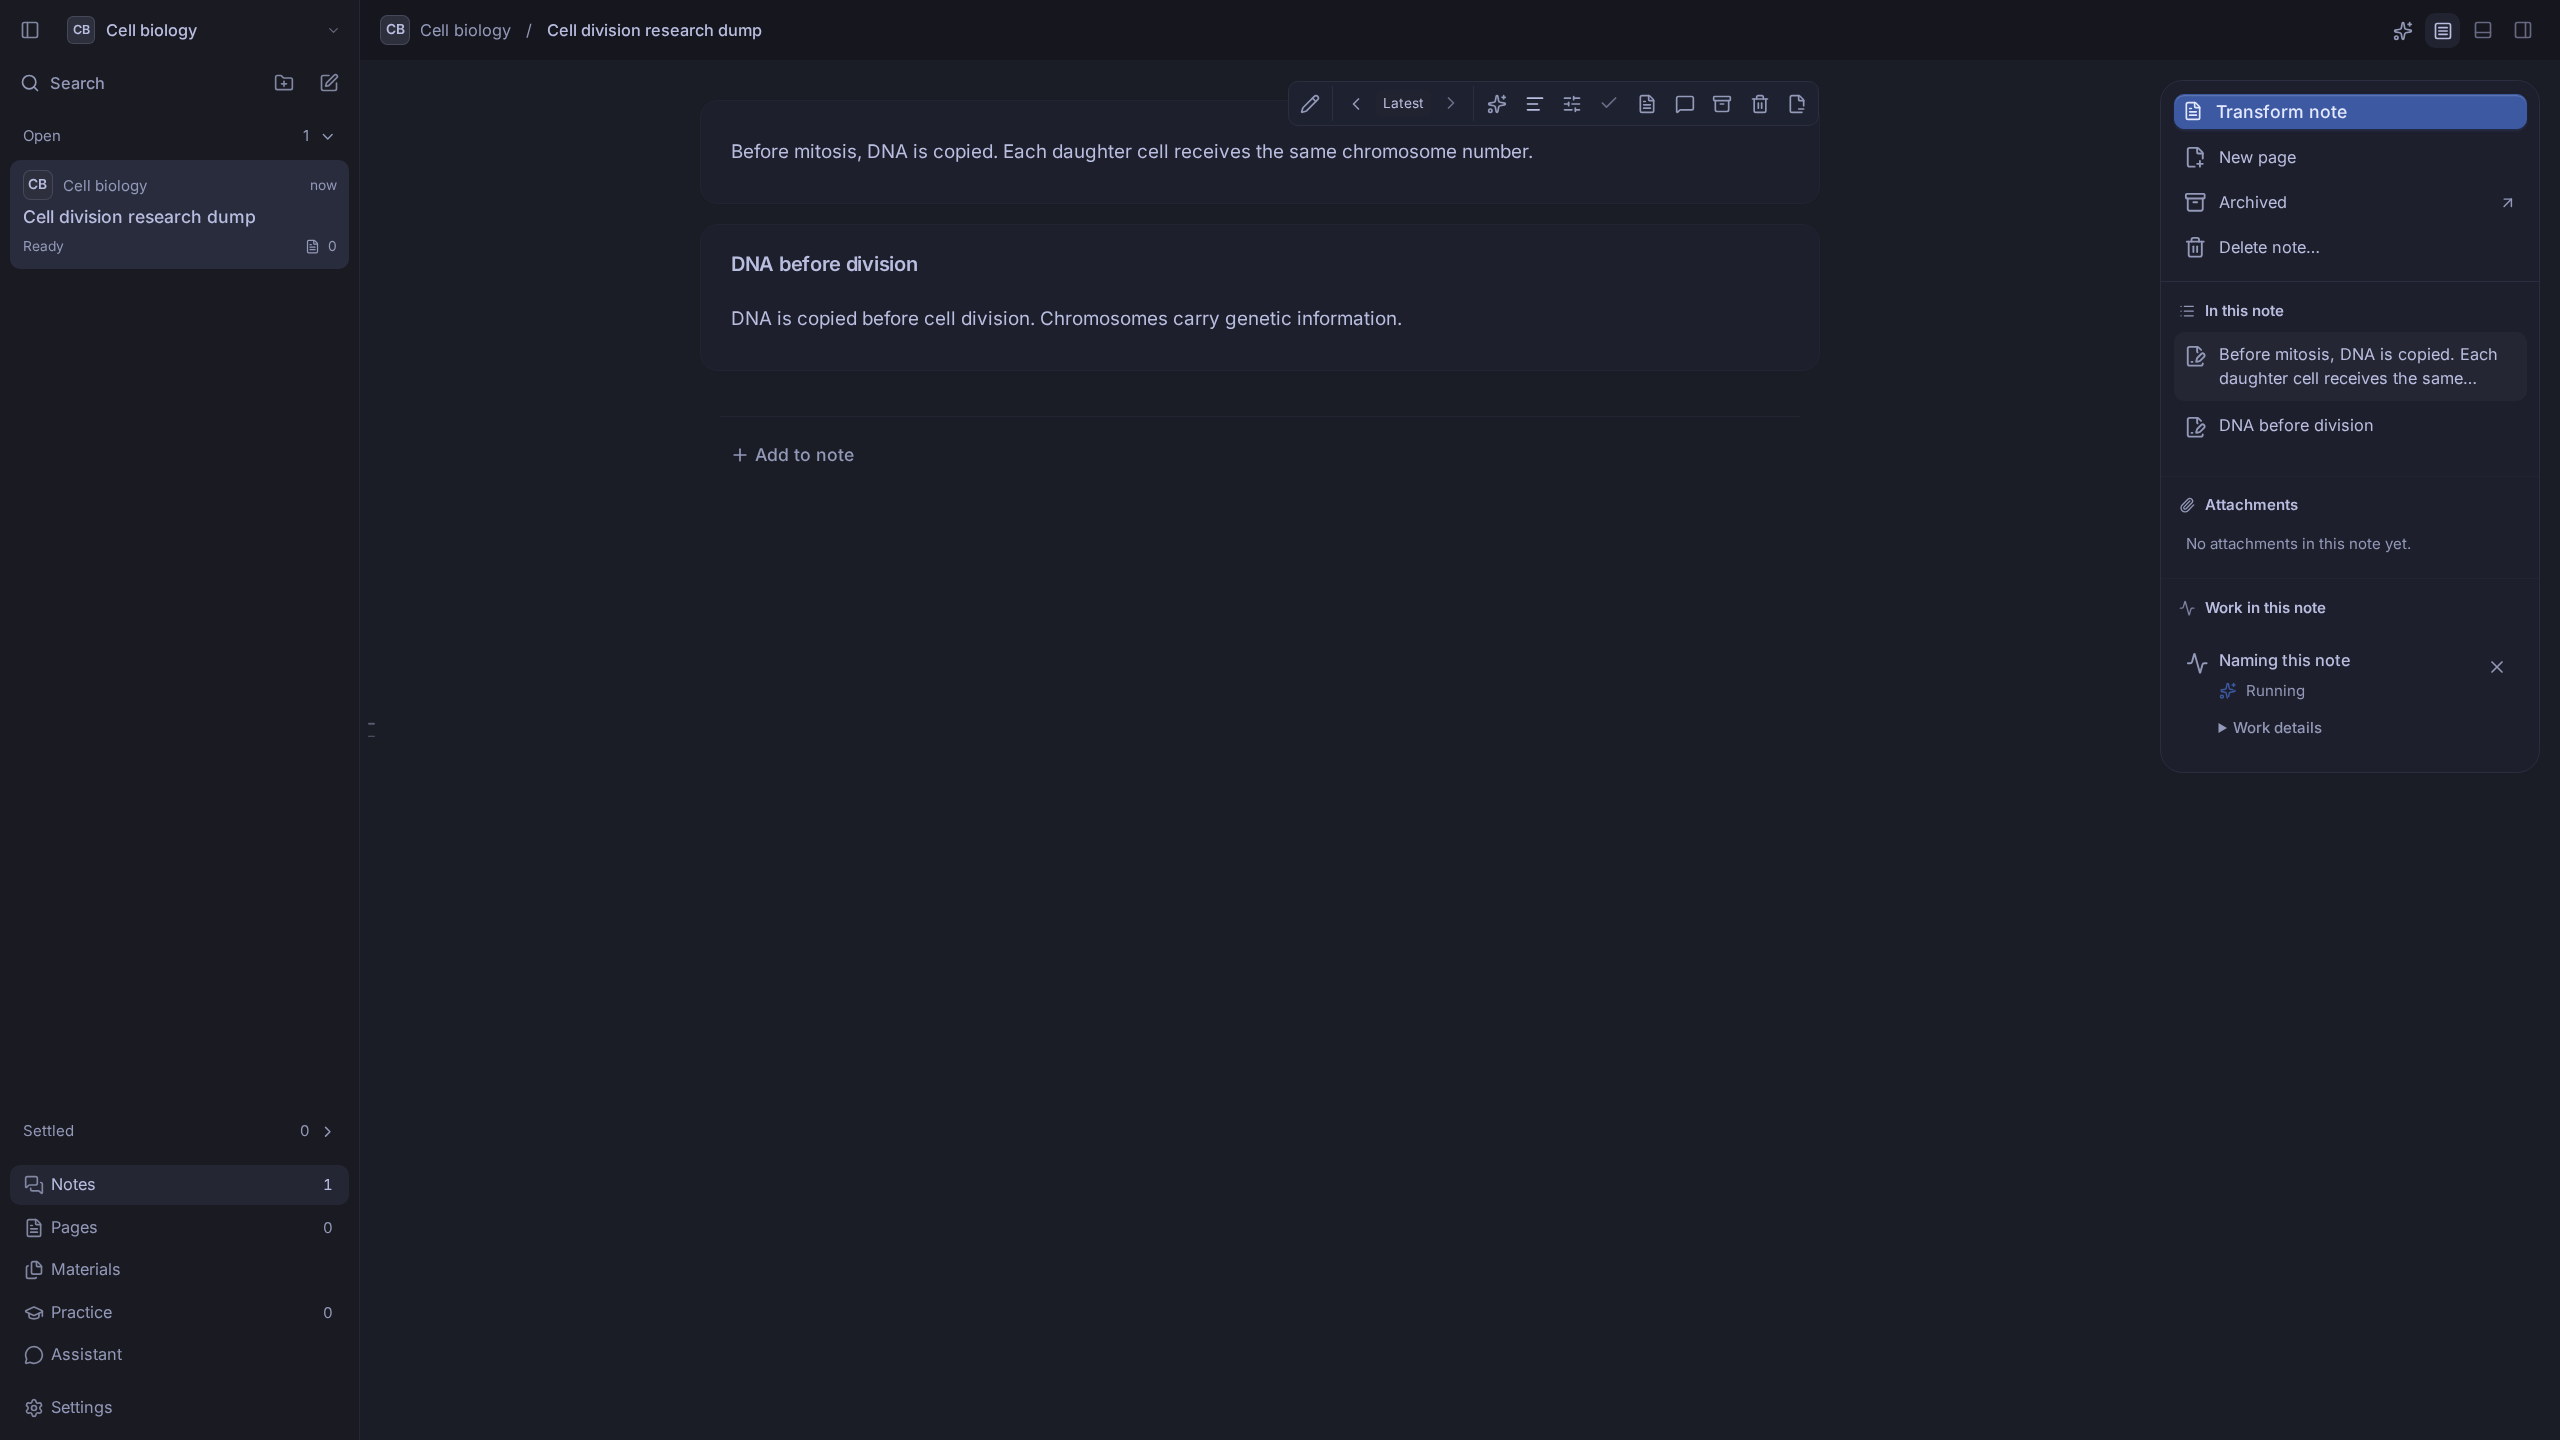 CB Cell biology
Search
Open 1
CB Cell biology now
Cell division research dump
Ready 0
Settled 0
Notes 1
Pages 0
Materials
Practice 0
Assistant
Settings
CB Cell biology / Cell division research dump
Latest
Before mitosis, DNA is copied. Each daughter cell receives the same chromosome number.
DNA before division
DNA is copied before cell division. Chromosomes carry genetic information.
Add to note
Transform note
New page
Archived
Delete note...
In this note
Before mitosis, DNA is copied. Each
daughter cell receives the same...
DNA before division
Attachments
No attachments in this note yet.
Work in this note
Naming this note
Running
Work details